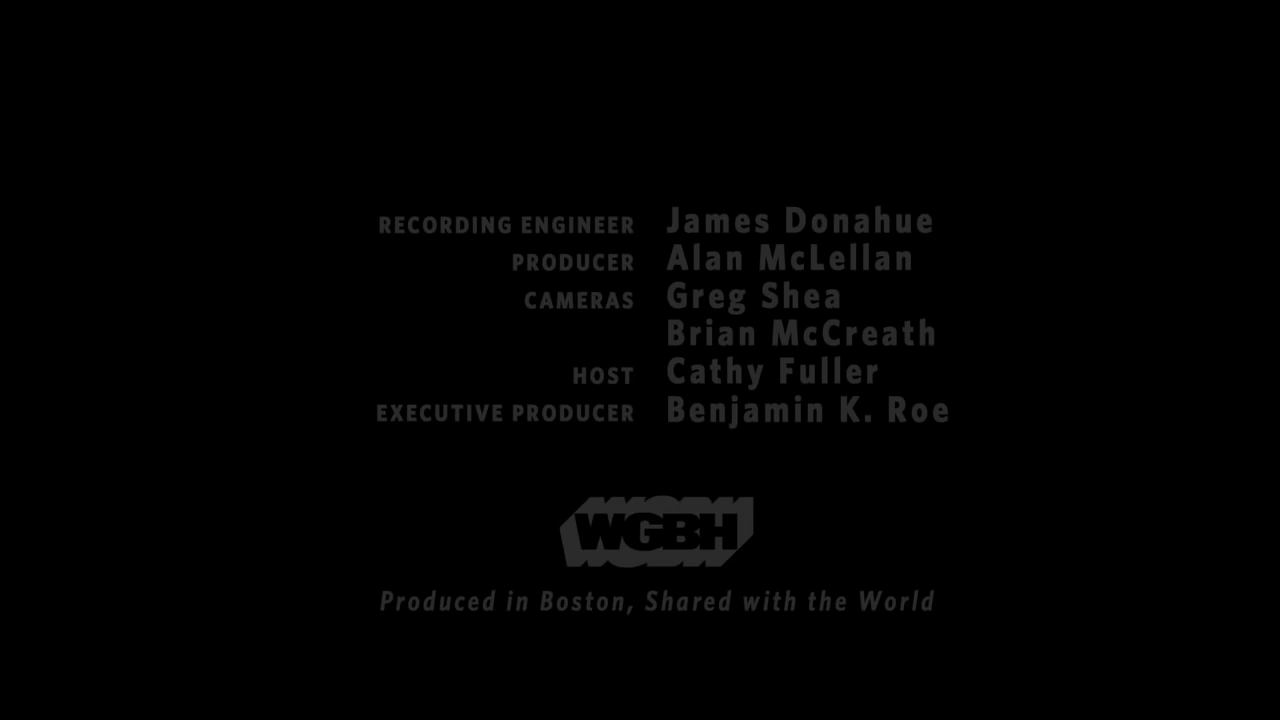 RECORDING ENGINEER James Donahue
PRODUCER Alan McLellan
CAMERAS Greg Shea
Brian McCreath
HOST Cathy Fuller
EXECUTIVE PRODUCER Benjamin K. Roe
WGBH
Produced in Boston, Shared with the World